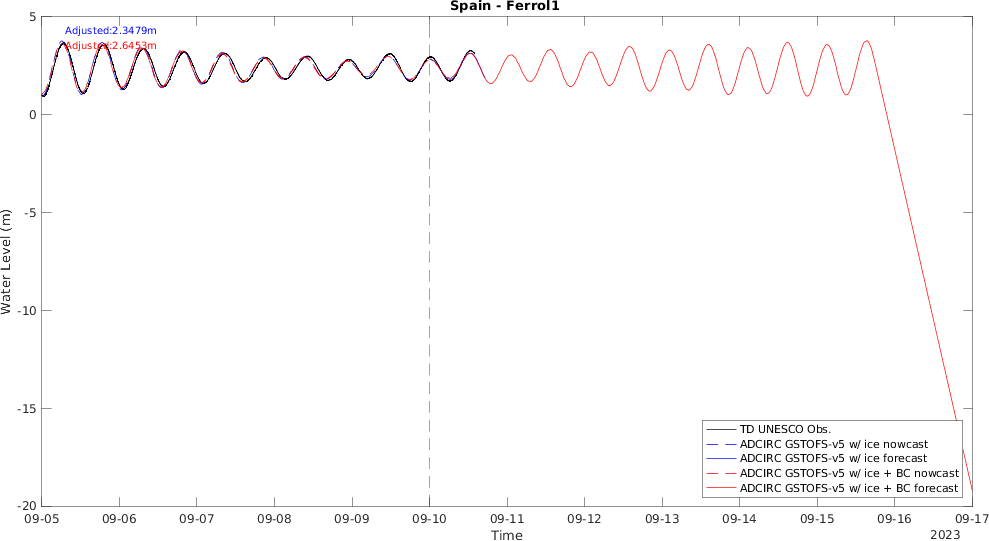 Spain - Ferrol1
Adjusted:2.3479m
Adjusted:2.6453m
5
0
-5
-10
-15
-20
Water Level (m)
09-05 09-06 09-07 09-08 09-09 09-10 09-11 09-12 09-13 09-14 09-15 09-16 09-17
Time
2023
TD UNESCO Obs.
ADCIRC GSTOFS-v5 w/ ice nowcast
ADCIRC GSTOFS-v5 w/ ice forecast
ADCIRC GSTOFS-v5 w/ ice + BC nowcast
ADCIRC GSTOFS-v5 w/ ice + BC forecast